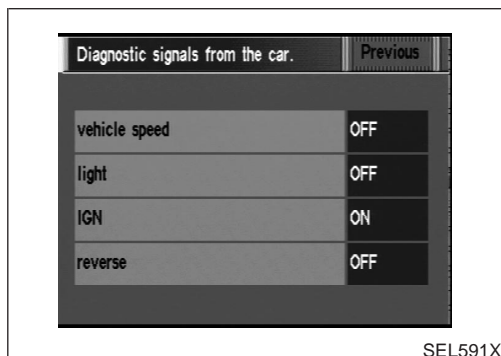 Diagnostic signals from the car. Previous
vehicle speed OFF
light OFF
IGN ON
reverse OFF
SEL591X